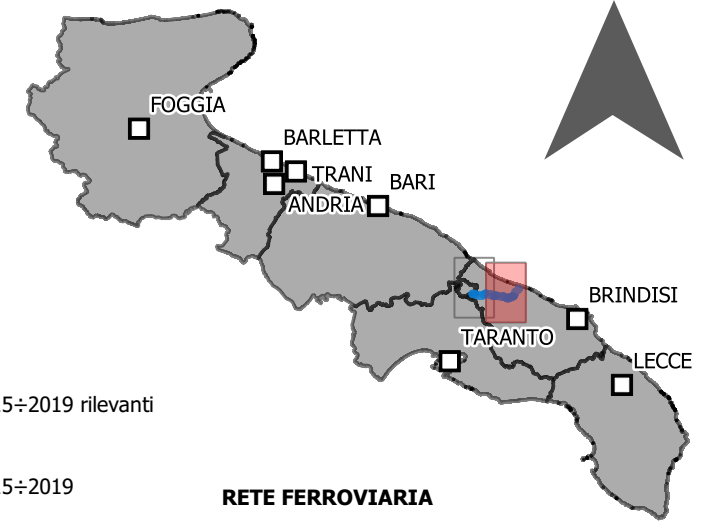 FOGGIA
BARLETTA
TRANI
BARI
ANDRIA
BRINDISI
TARANTO
LECCE
5÷2019 rilevanti
5÷2019
RETE FERROVIARIA